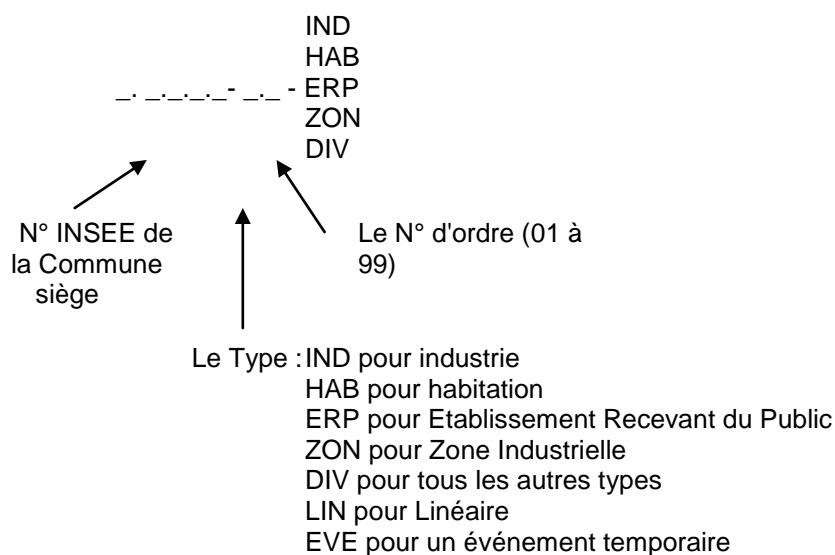 IND
HAB
_. _._._._- _._ - ERP
ZON
DIV
N° INSEE de
la Commune
siège
Le N° d'ordre (01 à
99)
Le Type : IND pour industrie
HAB pour habitation
ERP pour Etablissement Recevant du Public
ZON pour Zone Industrielle
DIV pour tous les autres types
LIN pour Linéaire
EVE pour un événement temporaire